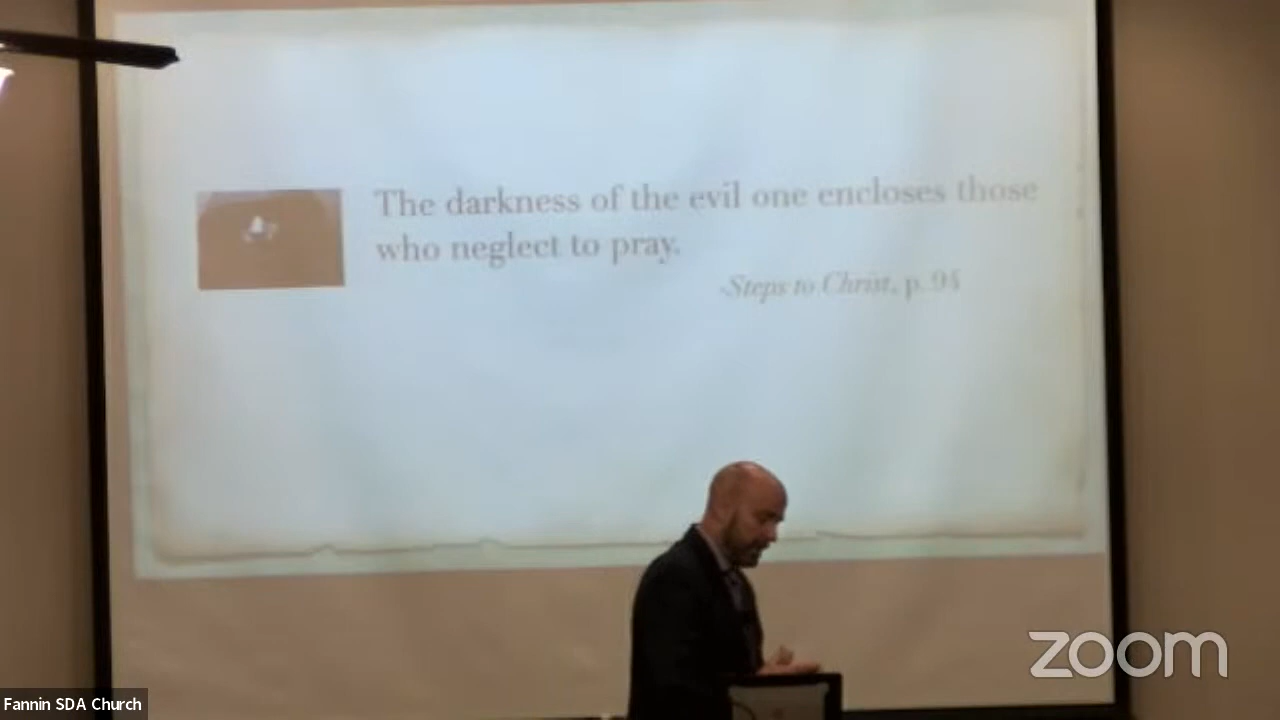 The darkness of the evil one encloses those
who neglect to pray.
-Steps to Christ, p. 94
zoom
Fannin SDA Church